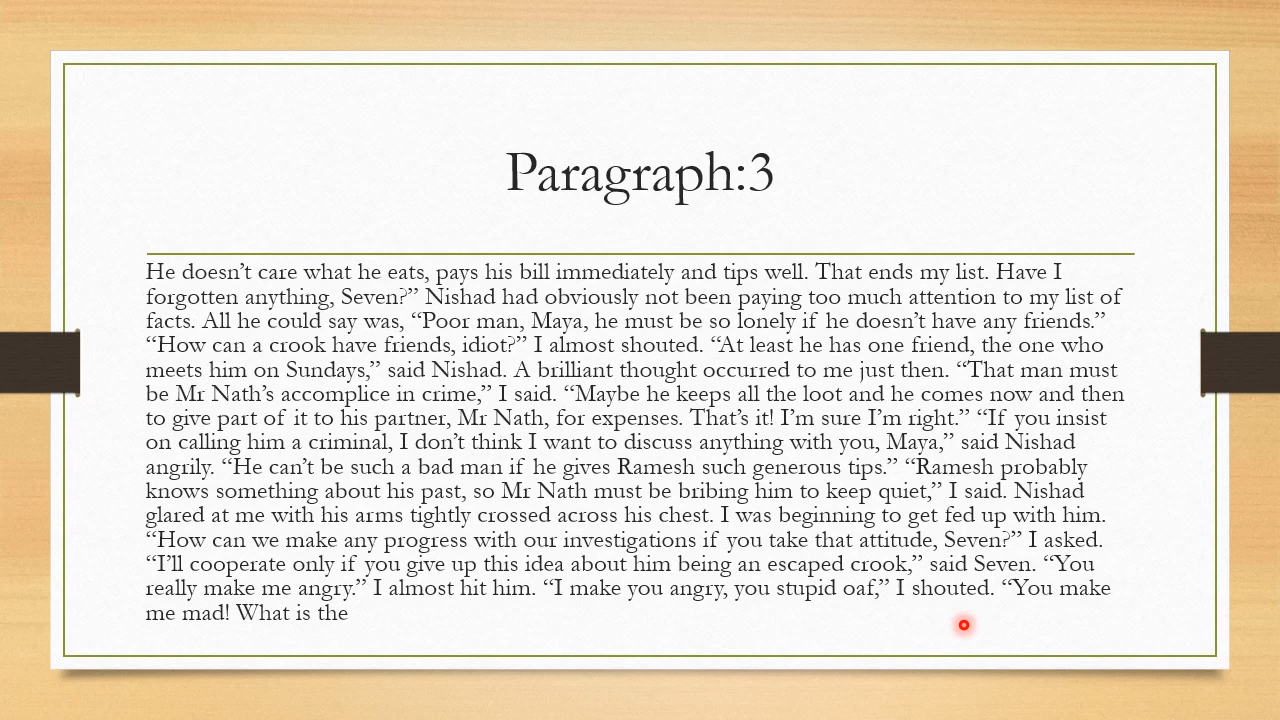 Paragraph:3
He doesn’t care what he eats, pays his bill immediately and tips well. That ends my list. Have I
forgotten anything, Seven?” Nishad had obviously not been paying too much attention to my list of
facts. All he could say was, “Poor man, Maya, he must be so lonely if he doesn’t have any friends.”
“How can a crook have friends, idiot?” I almost shouted. “At least he has one friend, the one who
meets him on Sundays,” said Nishad. A brilliant thought occurred to me just then. “That man must
be Mr Nath’s accomplice in crime,” I said. “Maybe he keeps all the loot and he comes now and then
to give part of it to his partner, Mr Nath, for expenses. That’s it! I’m sure I’m right.” “If you insist
on calling him a criminal, I don’t think I want to discuss anything with you, Maya,” said Nishad
angrily. “He can’t be such a bad man if he gives Ramesh such generous tips.” “Ramesh probably
knows something about his past, so Mr Nath must be bribing him to keep quiet,” I said. Nishad
glared at me with his arms tightly crossed across his chest. I was beginning to get fed up with him.
“How can we make any progress with our investigations if you take that attitude, Seven?” I asked.
“I’ll cooperate only if you give up this idea about him being an escaped crook,” said Seven. “You
really make me angry.” I almost hit him. “I make you angry, you stupid oaf,” I shouted. “You make
me mad! What is the